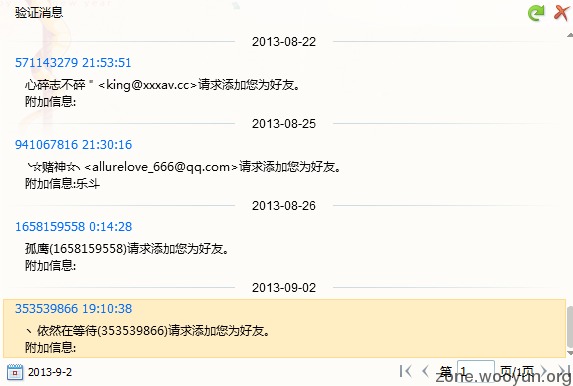 验证消息
2013-08-22
571143279 21:53:51
心碎志不碎 " <king@xxxav.cc>请求添加您为好友。
附加信息:
2013-08-25
941067816 21:30:16
丶☆赌神☆ヽ <allurelove_666@qq.com>请求添加您为好友。
附加信息:乐斗
2013-08-26
1658159558 0:14:28
孤鹰(1658159558)请求添加您为好友。
附加信息:
2013-09-02
353539866 19:10:38
丶 依然在等待(353539866)请求添加您为好友。
附加信息:
2013-9-2
第 1 页/1页
zone.wooyun.org